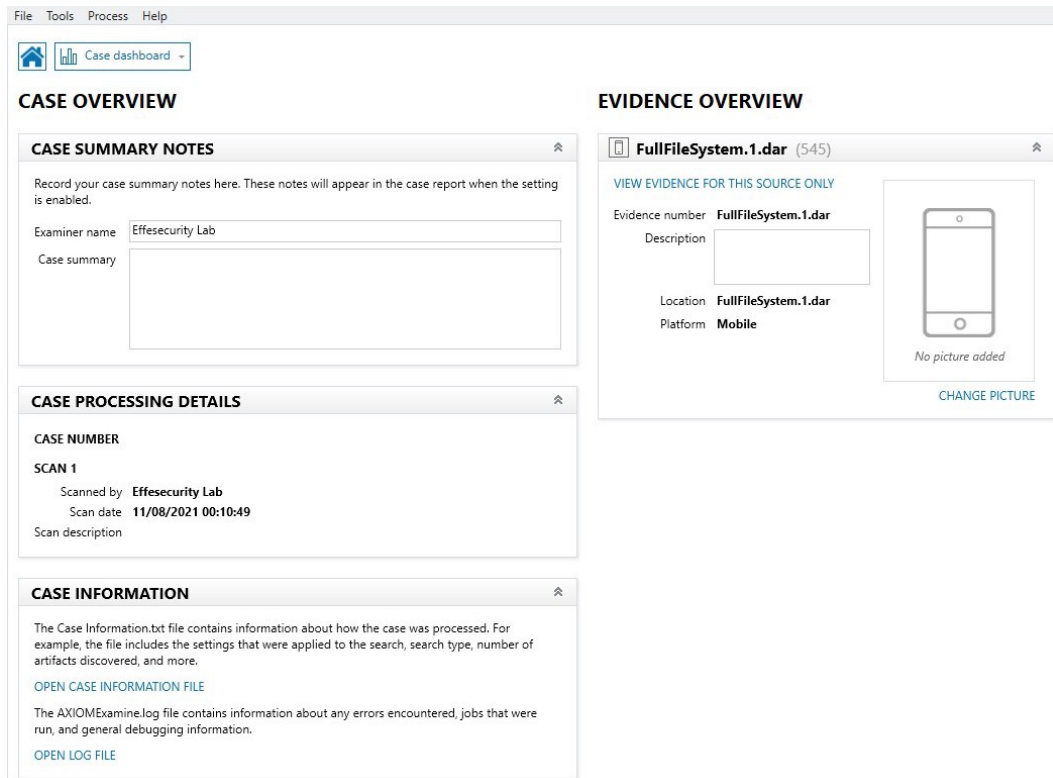 File Tools Process Help
Case dashboard
CASE OVERVIEW
CASE SUMMARY NOTES
Record your case summary notes here. These notes will appear in the case report when the setting
is enabled.
Examiner name Effesecurity Lab
Case summary
CASE PROCESSING DETAILS
CASE NUMBER
SCAN 1
Scanned by Effesecurity Lab
Scan date 11/08/2021 00:10:49
Scan description
CASE INFORMATION
The Case Information.txt file contains information about how the case was processed. For
example, the file includes the settings that were applied to the search, search type, number of
artifacts discovered, and more.
OPEN CASE INFORMATION FILE
The AXIOMExamine.log file contains information about any errors encountered, jobs that were
run, and general debugging information.
OPEN LOG FILE
EVIDENCE OVERVIEW
FullFileSystem.1.dar (545)
VIEW EVIDENCE FOR THIS SOURCE ONLY
Evidence number FullFileSystem.1.dar
Description
Location FullFileSystem.1.dar
Platform Mobile
No picture added
CHANGE PICTURE